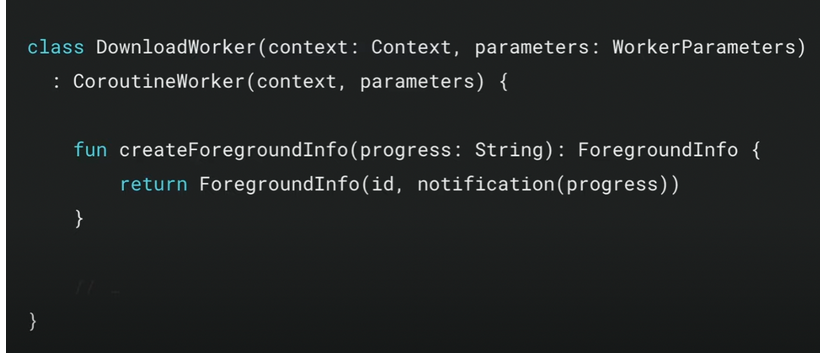 class DownloadWorker(context: Context, parameters: WorkerParameters)
: CoroutineWorker(context, parameters) {
fun createForegroundInfo(progress: String): ForegroundInfo {
return ForegroundInfo(id, notification(progress))
}
//
}